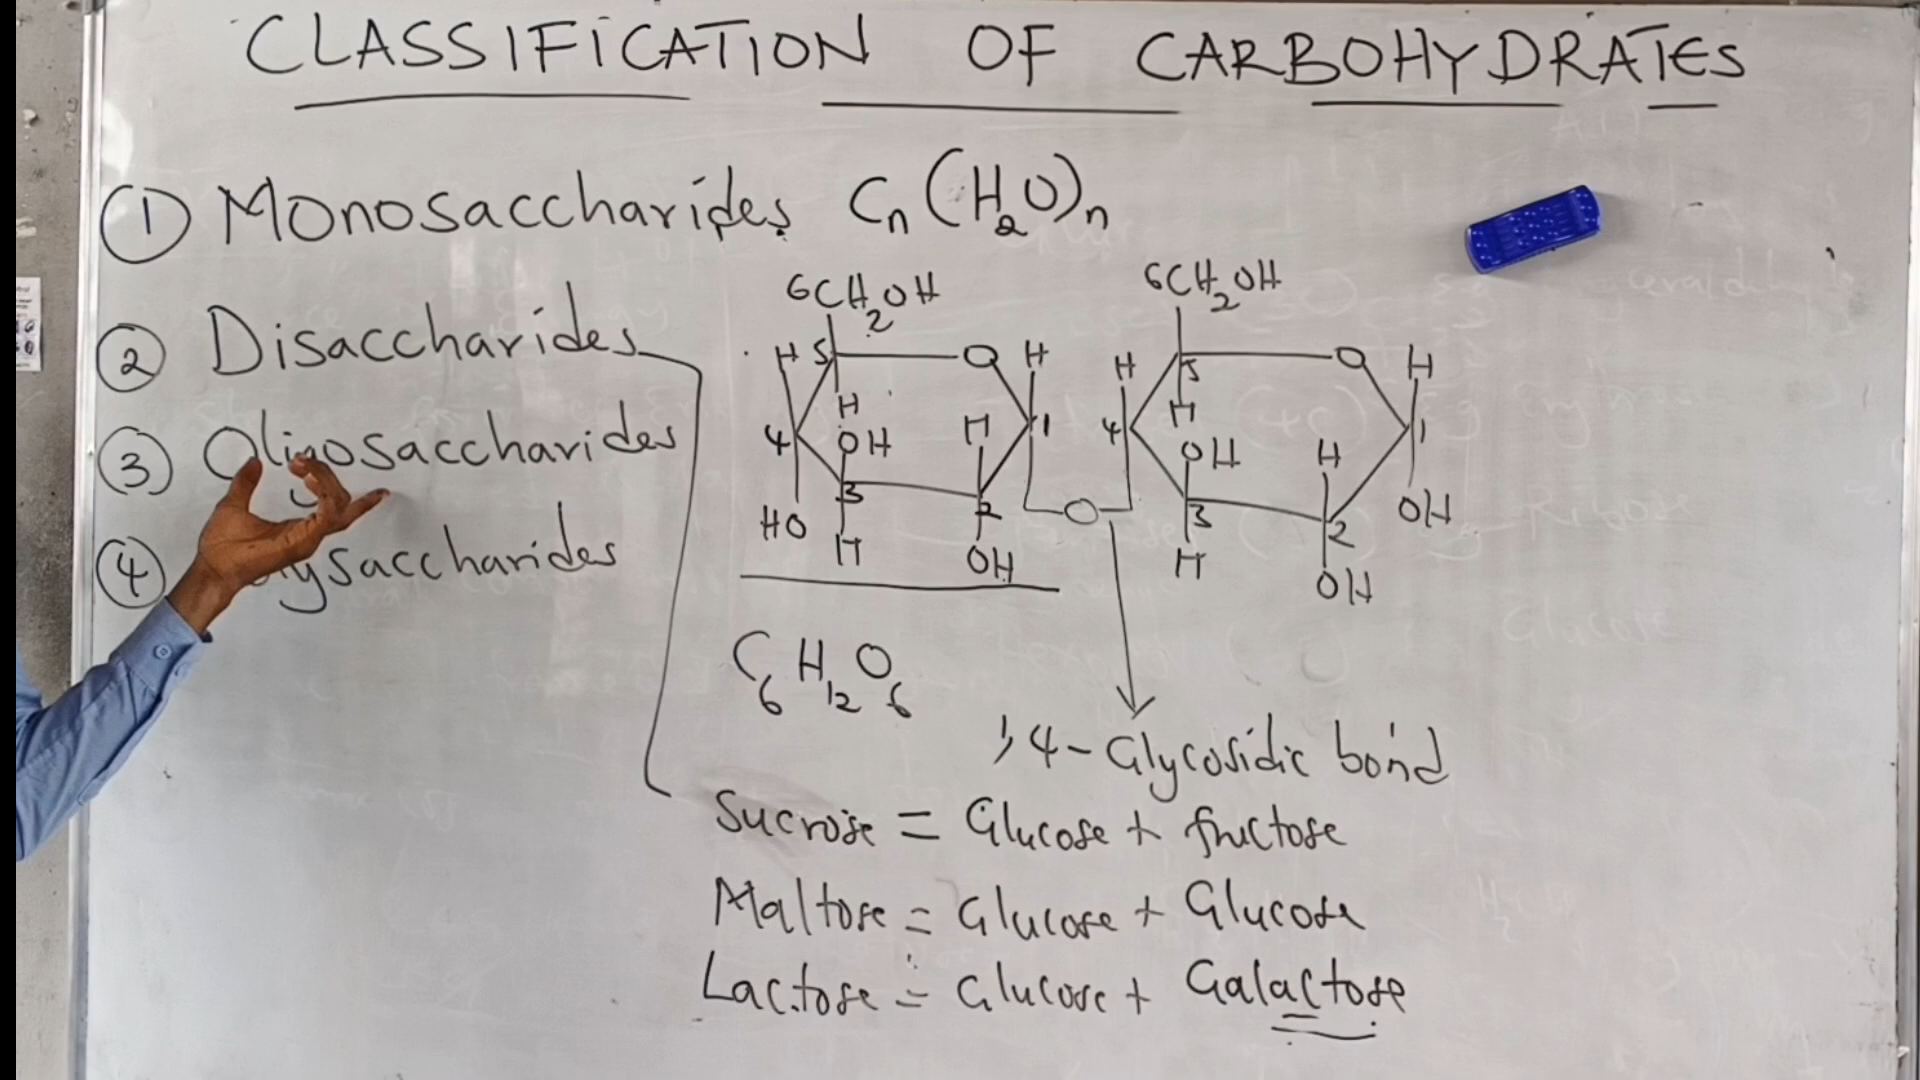 CLASSIFICATION OF CARBOHYDRATES
① Monosaccharides Cn(H2O)n
② Disaccharides
③ Oligosaccharides
④ lysaccharides
6CH2OH 6CH2OH
H 5 O H H 5 O H
H H
4 OH H 1 4 OH H 1
HO 3 2 O 3 2 OH
H OH H OH
C6H12O6
1,4-Glycosidic bond
Sucrose = Glucose + fructose
Maltose = Glucose + Glucose
Lactose = Glucose + Galactose